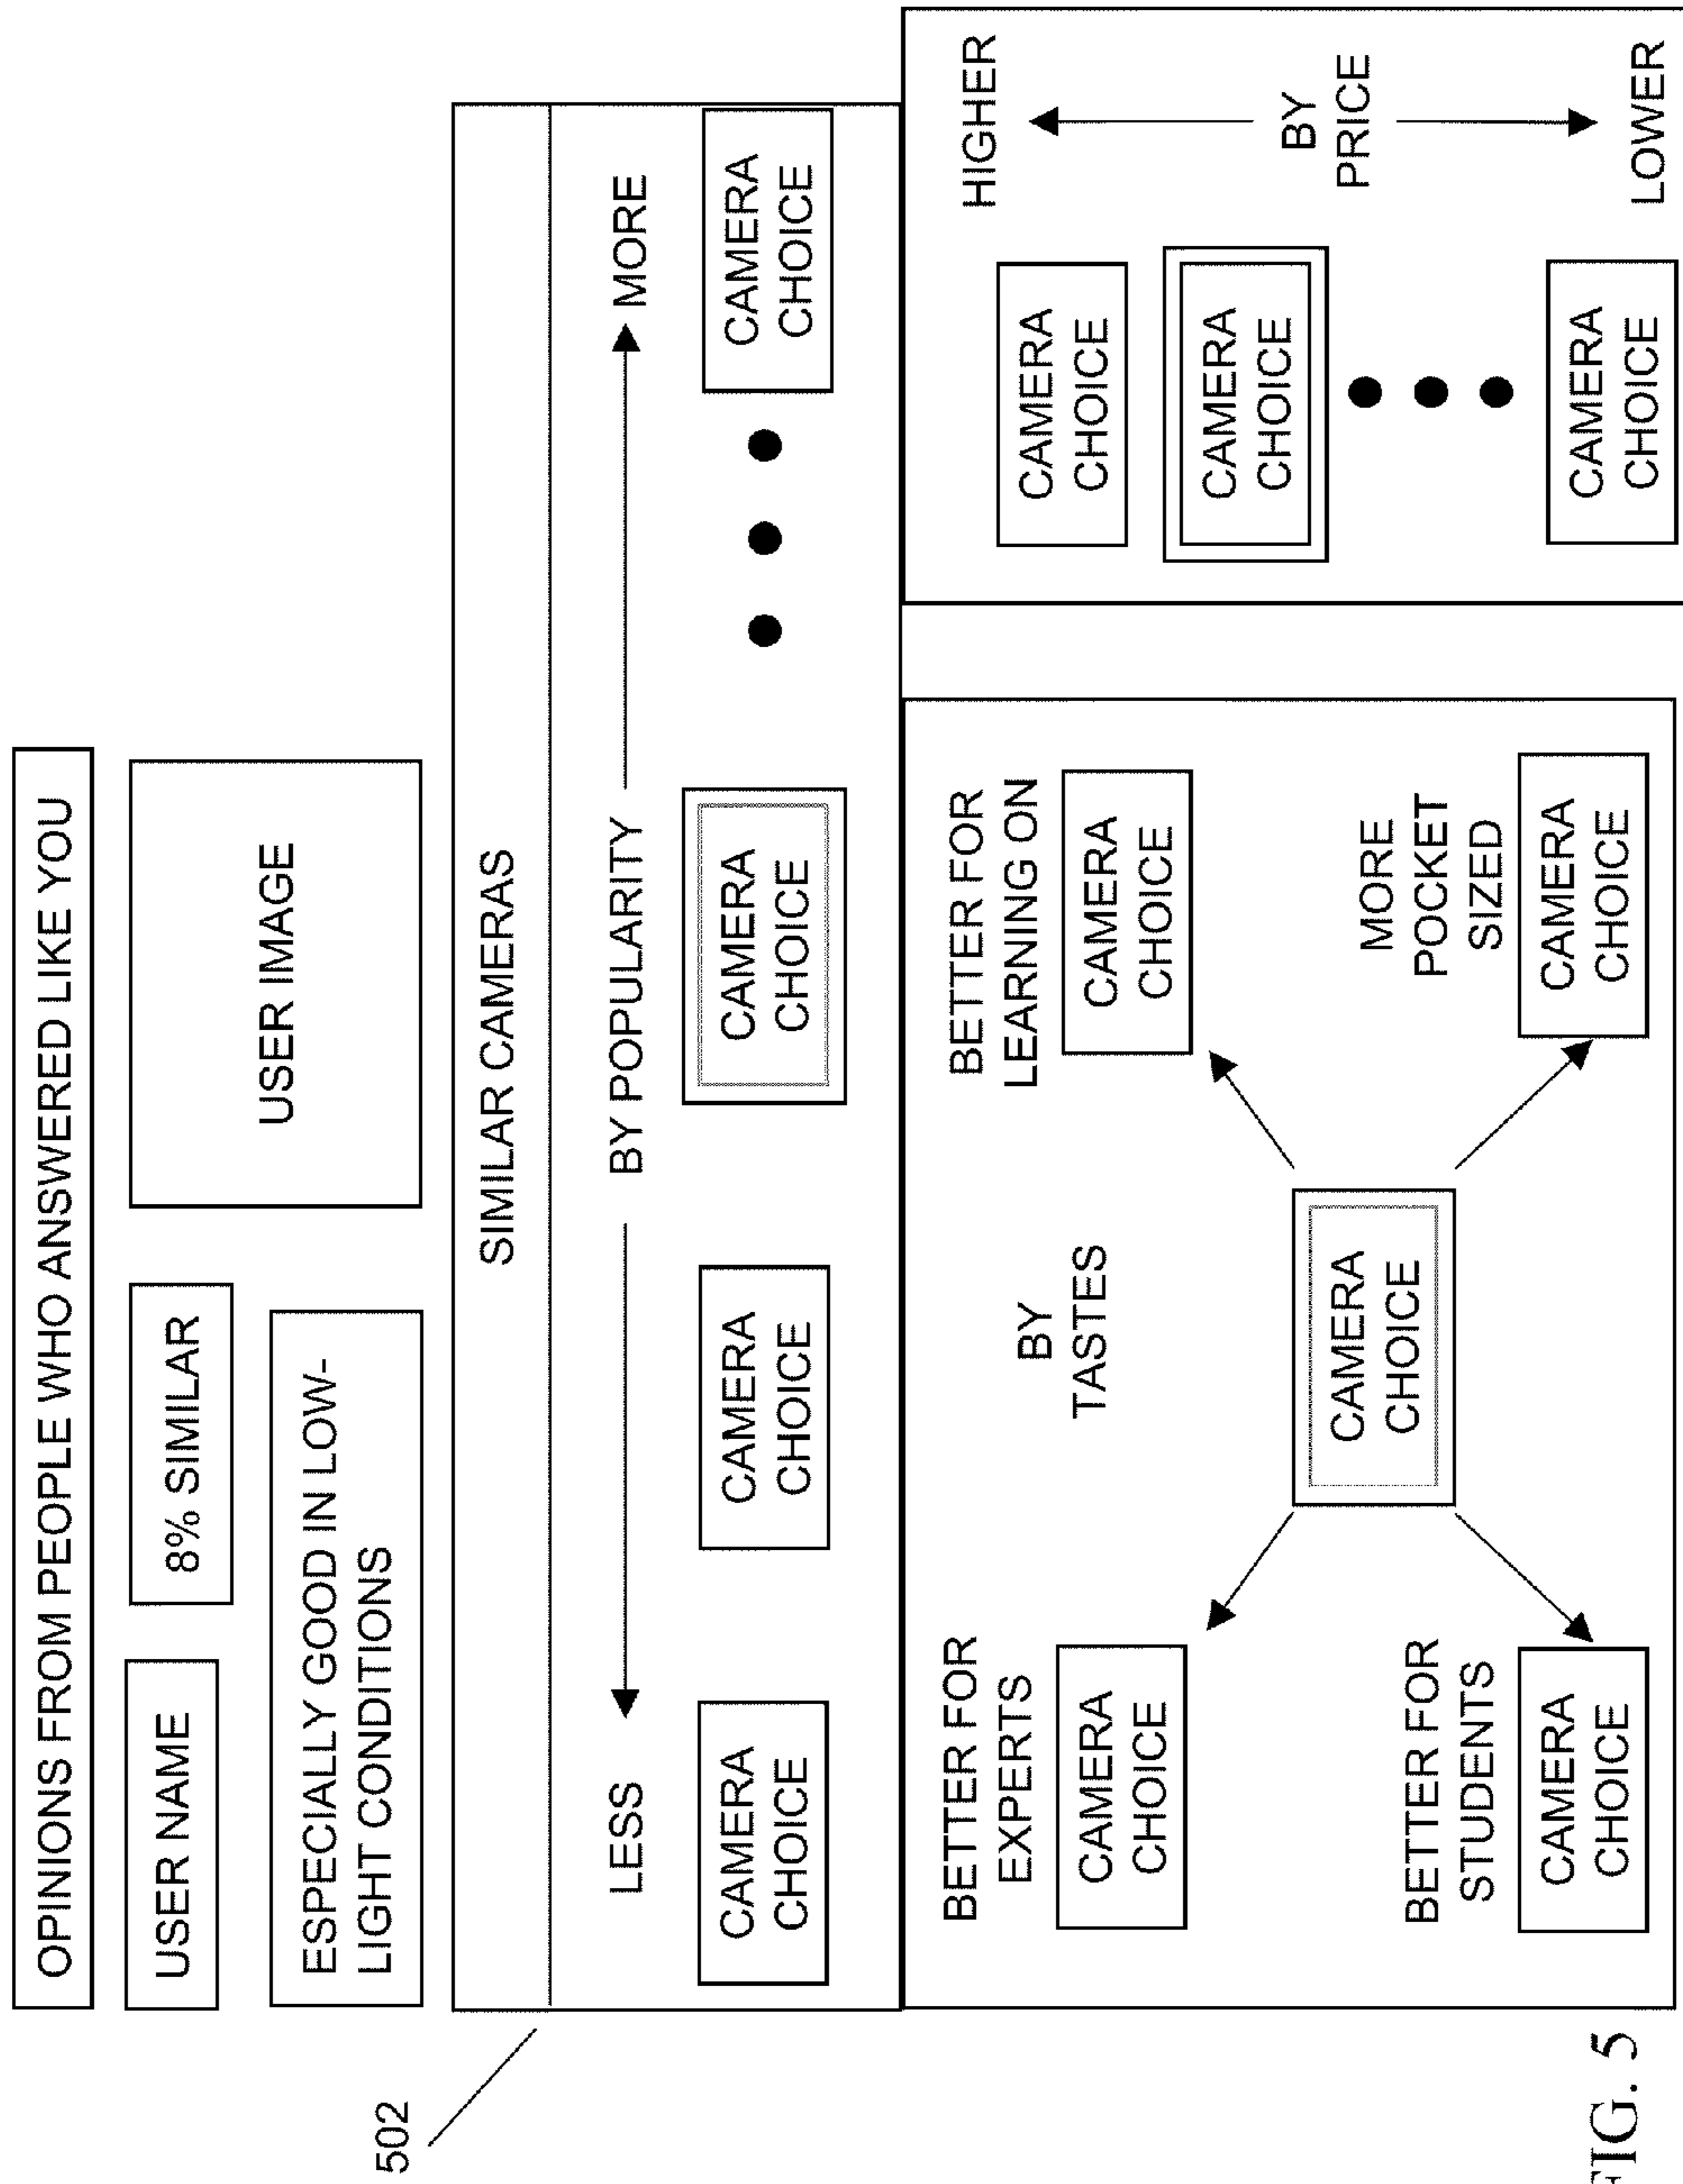 OPINIONS FROM PEOPLE WHO ANSWERED LIKE YOU
USER NAME
8% SIMILAR
USER IMAGE
ESPECIALLY GOOD IN LOW-
LIGHT CONDITIONS
502
SIMILAR CAMERAS
LESS
BY POPULARITY
MORE
CAMERA
CHOICE
CAMERA
CHOICE
CAMERA
CHOICE
CAMERA
CHOICE
BETTER FOR
EXPERTS
CAMERA
CHOICE
BY
TASTES
BETTER FOR
LEARNING ON
CAMERA
CHOICE
CAMERA
CHOICE
BETTER FOR
STUDENTS
CAMERA
CHOICE
MORE
POCKET
SIZED
CAMERA
CHOICE
HIGHER
CAMERA
CHOICE
CAMERA
CHOICE
BY
PRICE
CAMERA
CHOICE
LOWER
FIG. 5